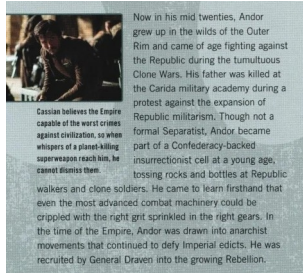 Now in his mid twenties, Andor
grew up in the wilds of the Outer
Rim and came of age fighting against
the Republic during the tumultuous
Clone Wars. His father was killed at
the Carida military academy during a
protest against the expansion of
Republic militarism. Though not a
formal Separatist, Andor became
part of a Confederacy-backed
insurrectionist cell at a young age,
tossing rocks and bottles at Republic
walkers and clone soldiers. He came to learn firsthand that
even the most advanced combat machinery could be
crippled with the right grit sprinkled in the right gears. In
the time of the Empire, Andor was drawn into anarchist
movements that continued to defy Imperial edicts. He was
recruited by General Draven into the growing Rebellion.
Cassian believes the Empire
capable of the worst crimes
against civilization, so when
whispers of a planet-killing
superweapon reach him, he
cannot dismiss them.